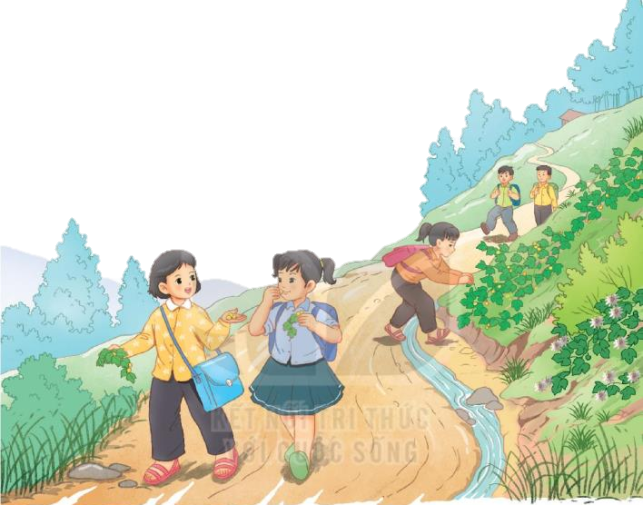 KẾT NỐI TRI THỨC
VỚI CUỘC SỐNG